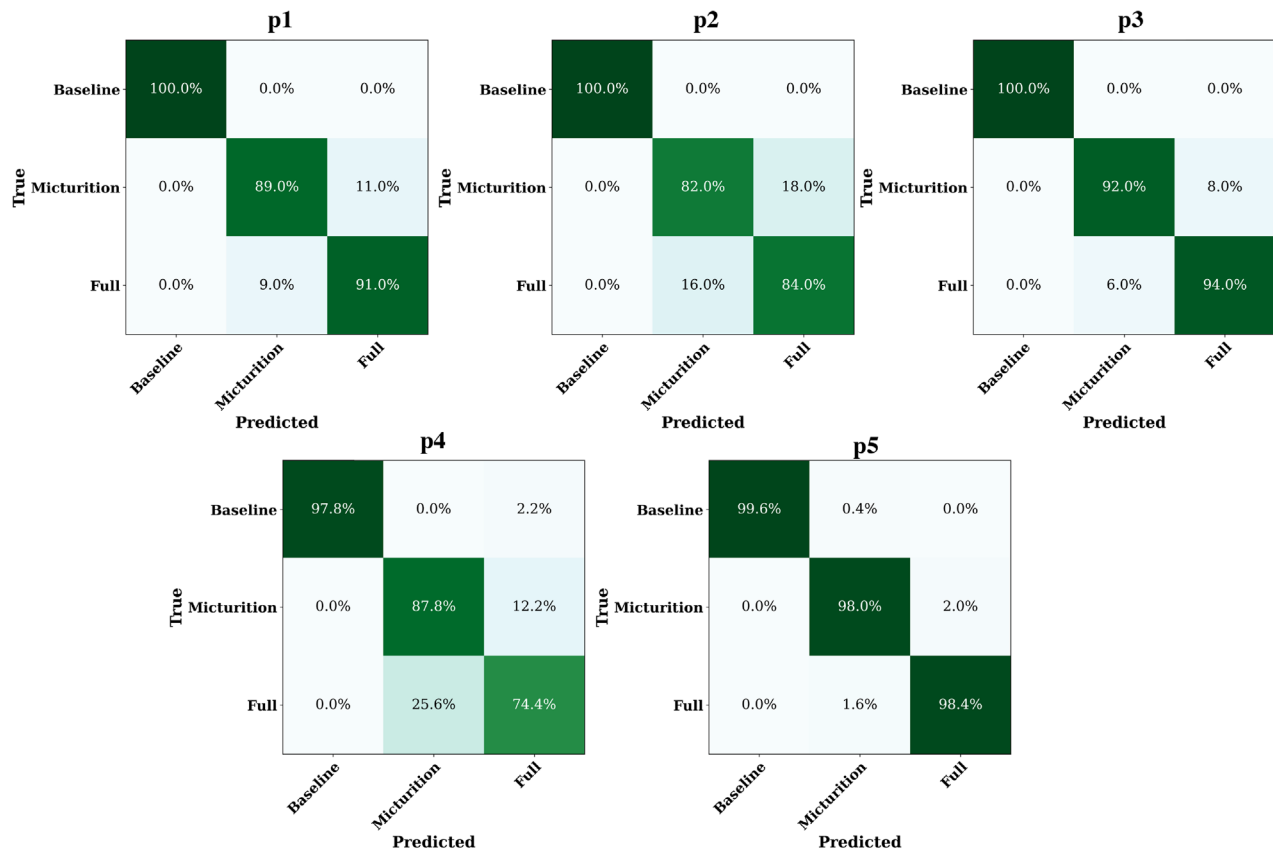 p1
Baseline 100.0% 0.0% 0.0%
Micturition 0.0% 89.0% 11.0%
Full 0.0% 9.0% 91.0%
True
Baseline Micturition Full
Predicted
p2
Baseline 100.0% 0.0% 0.0%
Micturition 0.0% 82.0% 18.0%
Full 0.0% 16.0% 84.0%
True
Baseline Micturition Full
Predicted
p3
Baseline 100.0% 0.0% 0.0%
Micturition 0.0% 92.0% 8.0%
Full 0.0% 6.0% 94.0%
True
Baseline Micturition Full
Predicted
p4
Baseline 97.8% 0.0% 2.2%
Micturition 0.0% 87.8% 12.2%
Full 0.0% 25.6% 74.4%
True
Baseline Micturition Full
Predicted
p5
Baseline 99.6% 0.4% 0.0%
Micturition 0.0% 98.0% 2.0%
Full 0.0% 1.6% 98.4%
True
Baseline Micturition Full
Predicted